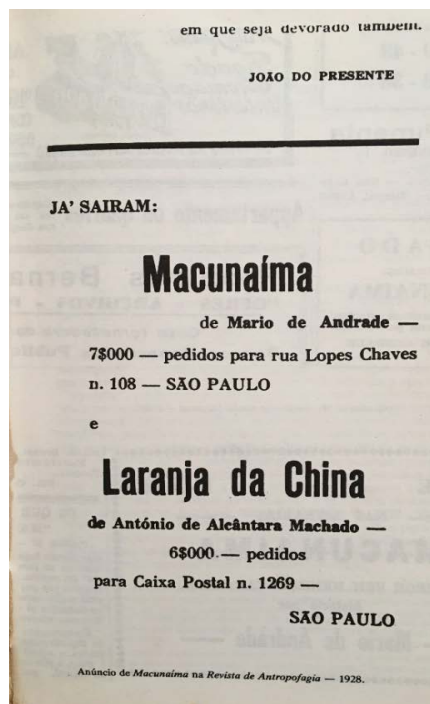 em que seja devorado também.
JOÃO DO PRESENTE
JA' SAIRAM:
Macunaíma
de Mario de Andrade —
7$000 — pedidos para rua Lopes Chaves
n. 108 — SÃO PAULO
e
Laranja da China
de António de Alcântara Machado —
6$000.— pedidos
para Caixa Postal n. 1269 —
SÃO PAULO
Anúncio de Macunaíma na Revista de Antropofagia — 1928.